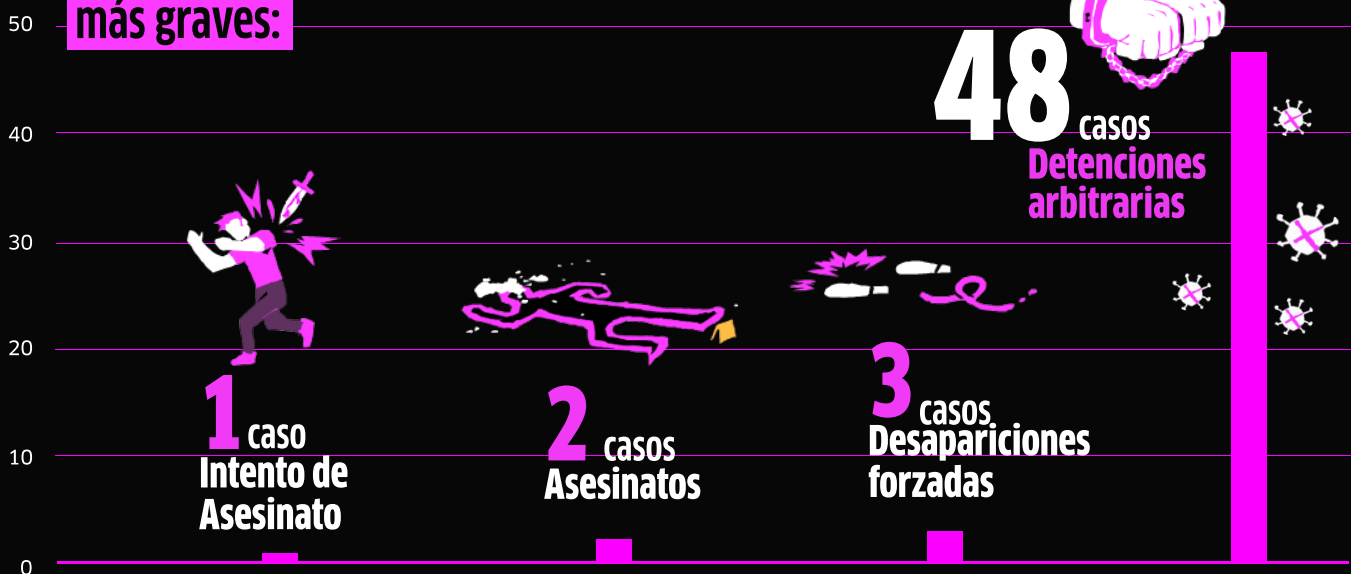 más graves:
50
40
30
20
10
0
48 casos
Detenciones
arbitrarias
1 caso
Intento de
Asesinato
2 casos
Asesinatos
3 casos
Desapariciones
forzadas